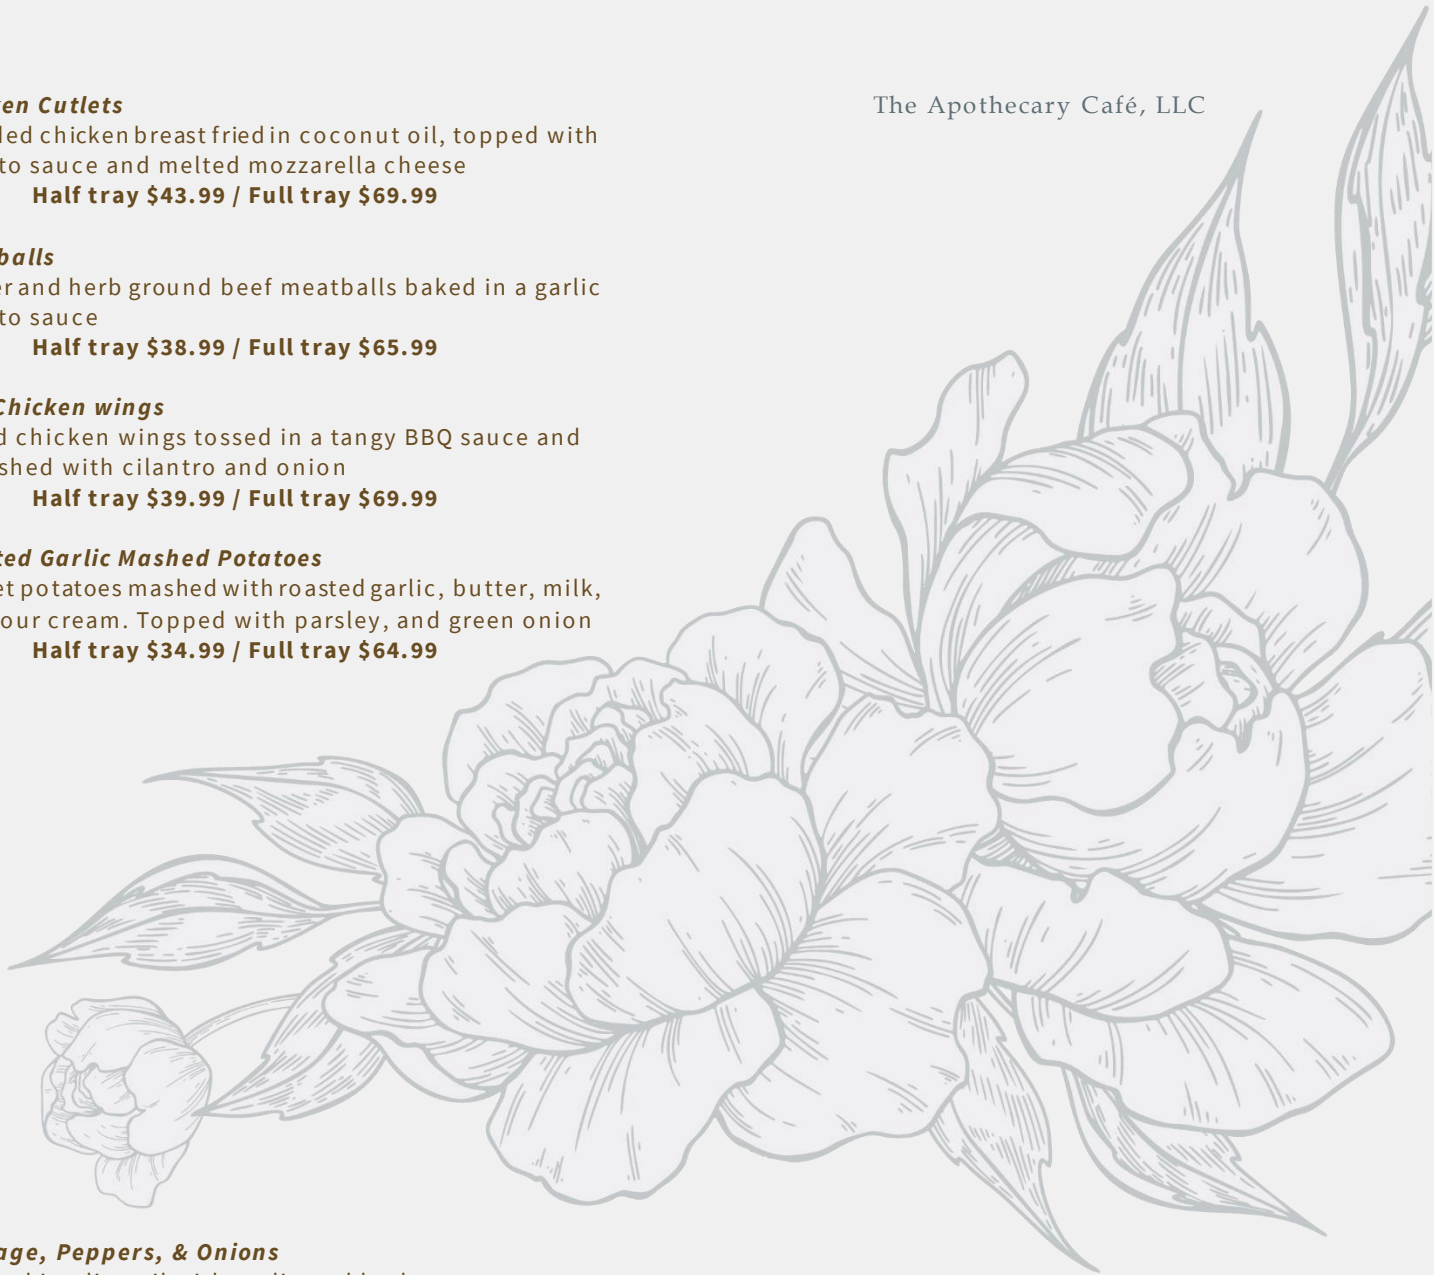 en Cutlets
ded chicken breast fried in coconut oil, topped with
to sauce and melted mozzarella cheese
Half tray $43.99 / Full tray $69.99
balls
er and herb ground beef meatballs baked in a garlic
to sauce
Half tray $38.99 / Full tray $65.99
Chicken wings
d chicken wings tossed in a tangy BBQ sauce and
shed with cilantro and onion
Half tray $39.99 / Full tray $69.99
ted Garlic Mashed Potatoes
et potatoes mashed with roasted garlic, butter, milk,
our cream. Topped with parsley, and green onion
Half tray $34.99 / Full tray $64.99
age, Peppers, & Onions
The Apothecary Café, LLC